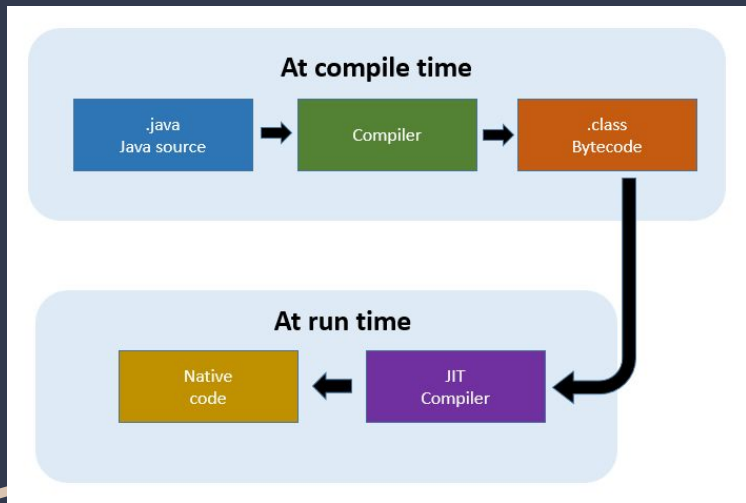 At compile time
.java
Java source
Compiler
.class
Bytecode
At run time
Native
code
JIT
Compiler